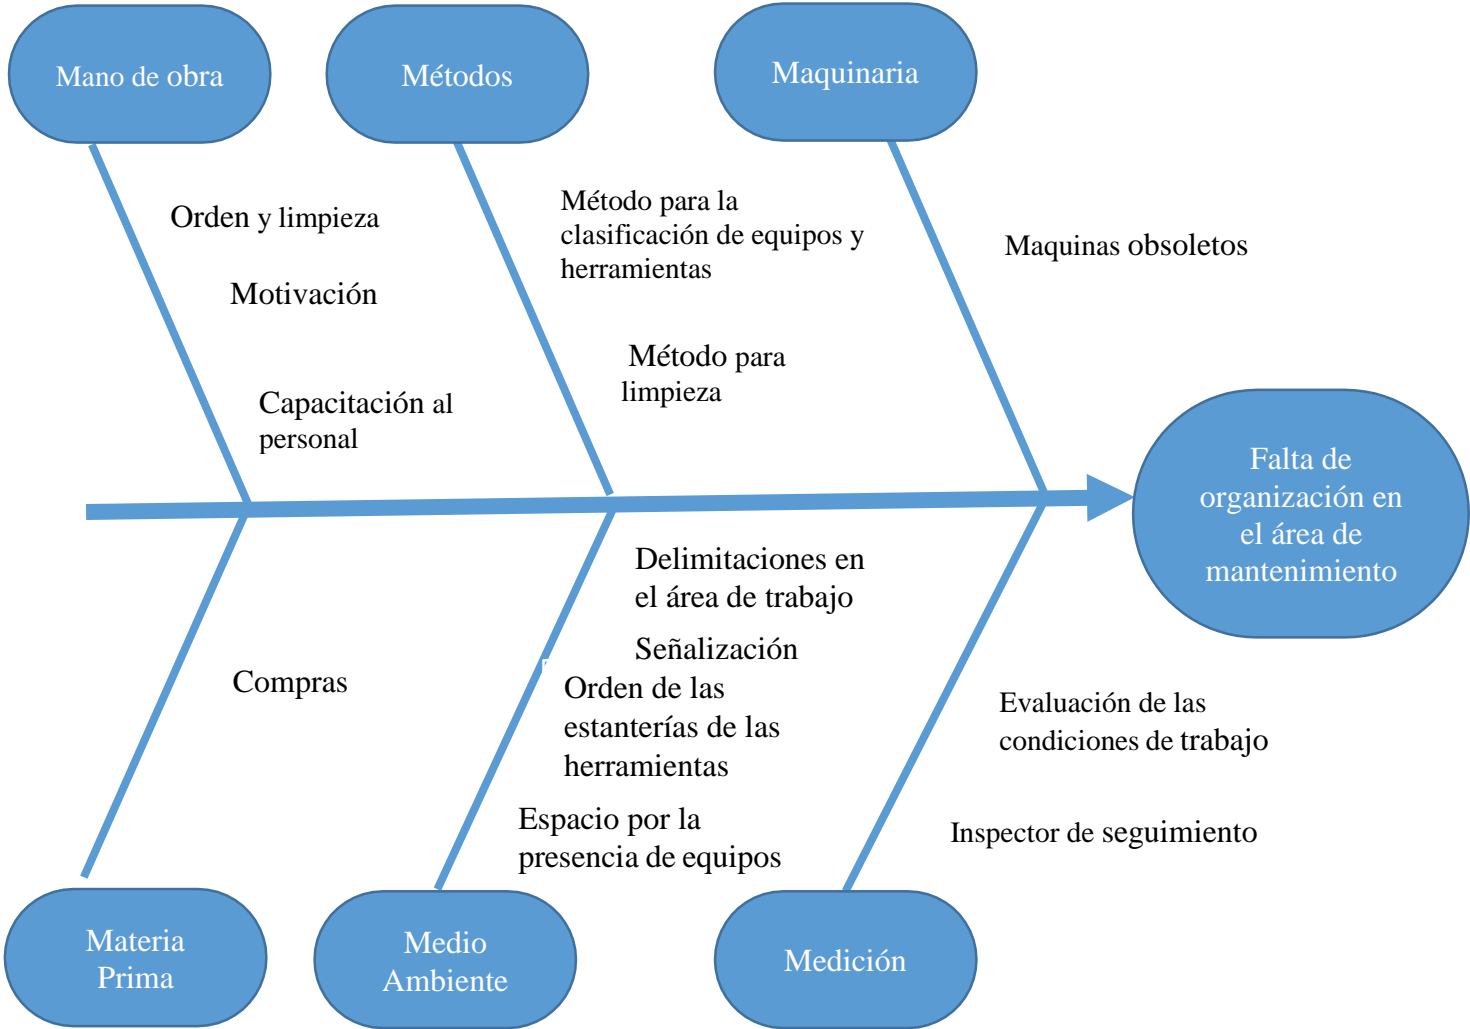 Mano de obra
Métodos
Maquinaria
Orden y limpieza
Motivación
Capacitación al
personal
Método para la
clasificación de equipos y
herramientas
Método para
limpieza
Maquinas obsoletos
Falta de
organización en
el área de
mantenimiento
Compras
Delimitaciones en
el área de trabajo
Señalización
Orden de las
estanterías de las
herramientas
Espacio por la
presencia de equipos
Evaluación de las
condiciones de trabajo
Inspector de seguimiento
Materia
Prima
Medio
Ambiente
Medición